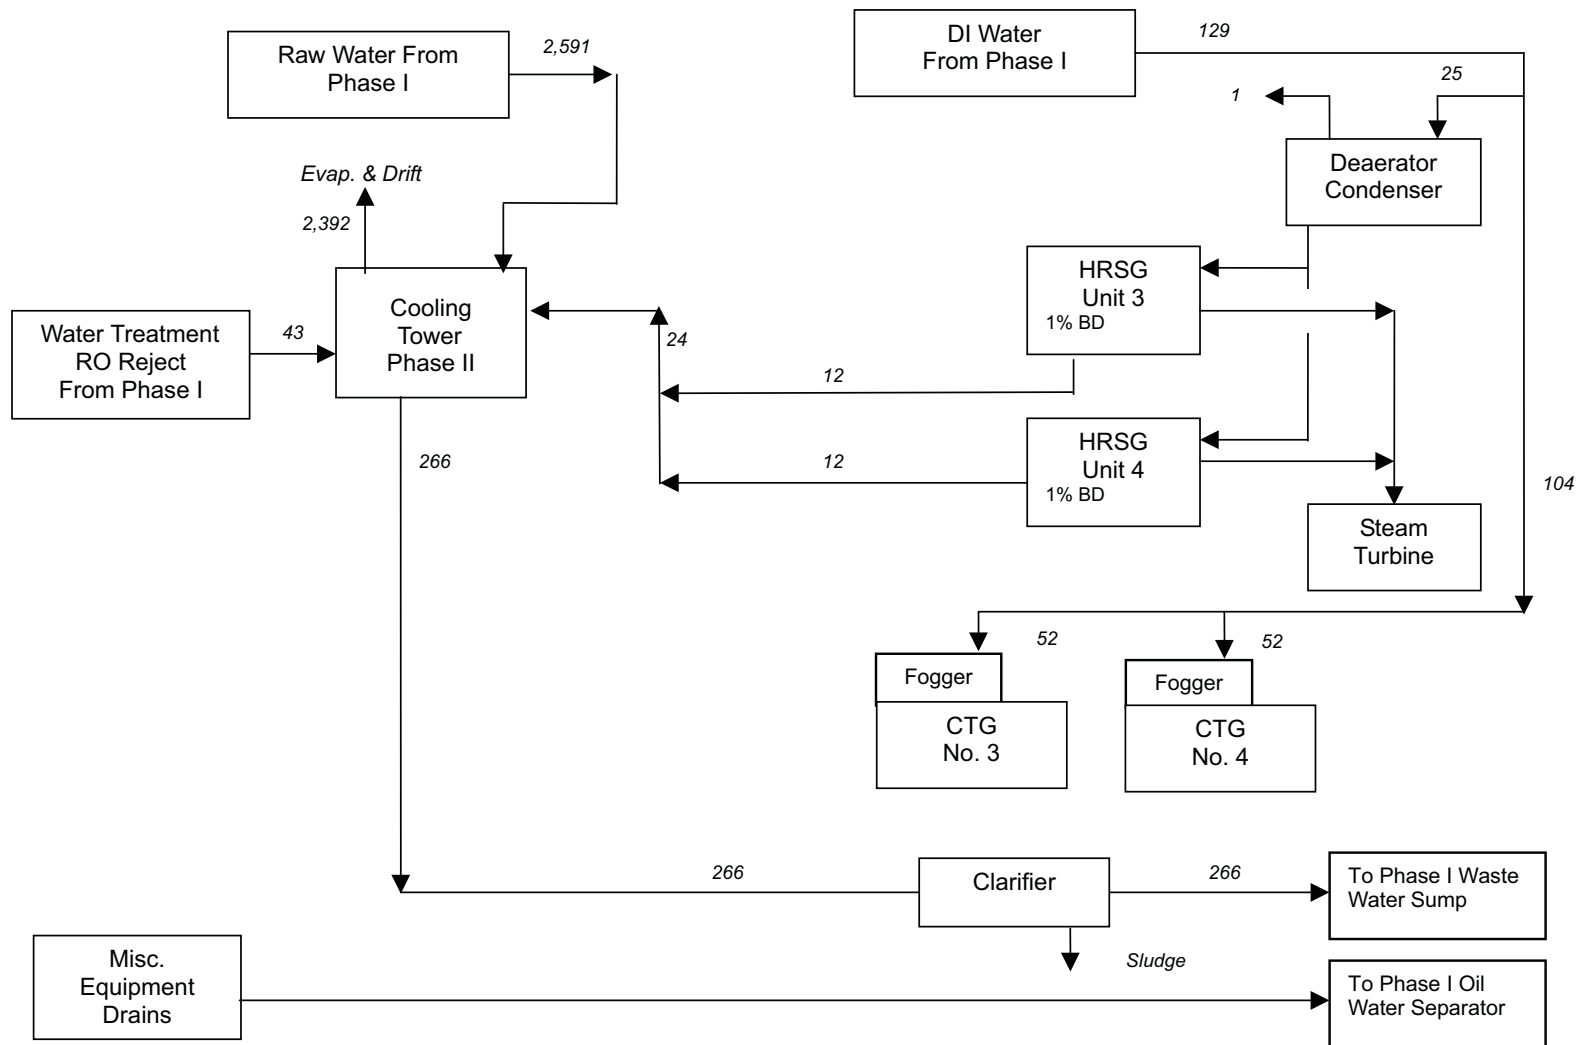 DI Water
From Phase I
129
Raw Water From
Phase I
2,591
25
1
Deaerator
Condenser
Evap. & Drift
2,392
HRSG
Unit 3
1% BD
Cooling
Tower
Phase II
Water Treatment
RO Reject
From Phase I
43
24
12
HRSG
Unit 4
1% BD
12
266
104
Steam
Turbine
52
52
Fogger
CTG
No. 3
Fogger
CTG
No. 4
266
Clarifier
266
To Phase I Waste
Water Sump
Sludge
Misc.
Equipment
Drains
To Phase I Oil
Water Separator